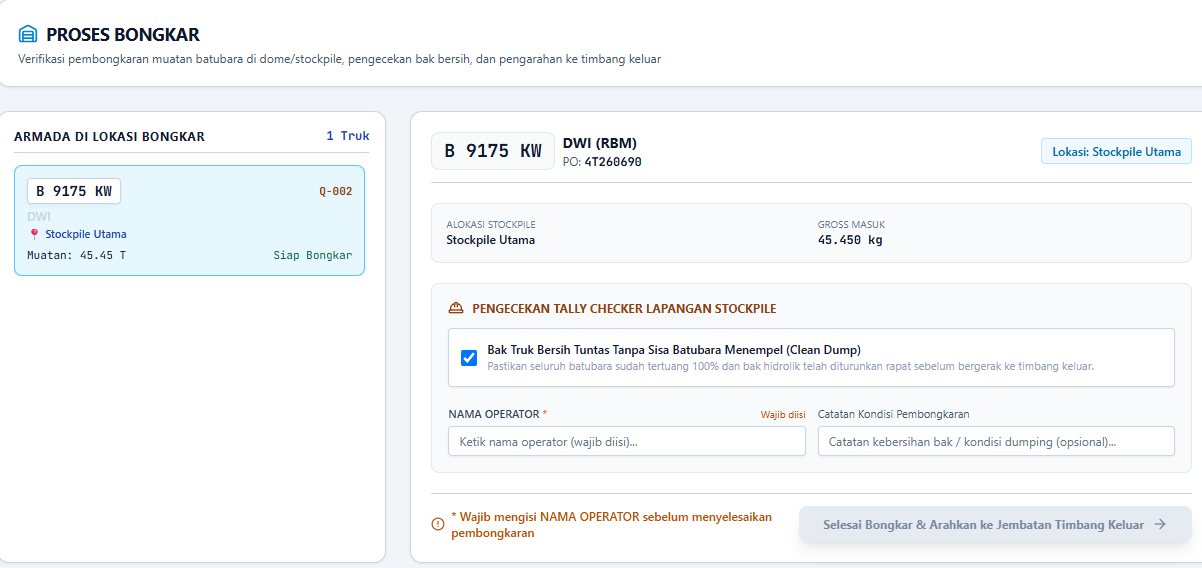 PROSES BONGKAR
Verifikasi pembongkaran muatan batubara di dome/stockpile, pengecekan bak bersih, dan pengarahan ke timbang keluar
ARMADA DI LOKASI BONGKAR 1 Truk
B 9175 KW Q-002
DWI
Stockpile Utama
Muatan: 45.45 T Siap Bongkar
B 9175 KW
DWI (RBM)
PO: 4T260690
Lokasi: Stockpile Utama
ALOKASI STOCKPILE
Stockpile Utama
GROSS MASUK
45.450 kg
PENGECEKAN TALLY CHECKER LAPANGAN STOCKPILE
Bak Truk Bersih Tuntas Tanpa Sisa Batubara Menempel (Clean Dump)
Pastikan seluruh batubara sudah tertuang 100% dan bak hidrolik telah diturunkan rapat sebelum bergerak ke timbang keluar.
NAMA OPERATOR * Wajib diisi
Ketik nama operator (wajib diisi)...
Catatan Kondisi Pembongkaran
Catatan kebersihan bak / kondisi dumping (opsional)...
* Wajib mengisi NAMA OPERATOR sebelum menyelesaikan
pembongkaran
Selesai Bongkar & Arahkan ke Jembatan Timbang Keluar →